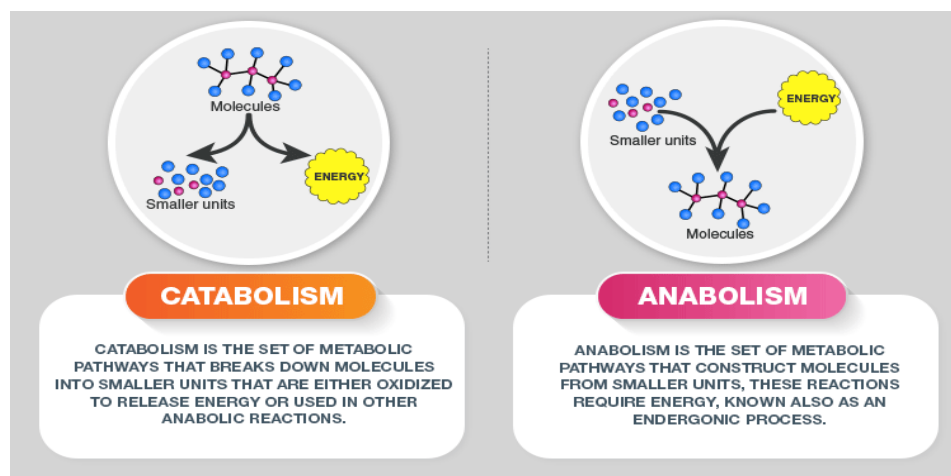 Molecules
Smaller units
ENERGY
CATABOLISM
CATABOLISM IS THE SET OF METABOLIC
PATHWAYS THAT BREAKS DOWN MOLECULES
INTO SMALLER UNITS THAT ARE EITHER OXIDIZED
TO RELEASE ENERGY OR USED IN OTHER
ANABOLIC REACTIONS.
ENERGY
Smaller units
Molecules
ANABOLISM
ANABOLISM IS THE SET OF METABOLIC
PATHWAYS THAT CONSTRUCT MOLECULES
FROM SMALLER UNITS, THESE REACTIONS
REQUIRE ENERGY, KNOWN ALSO AS AN
ENDERGONIC PROCESS.